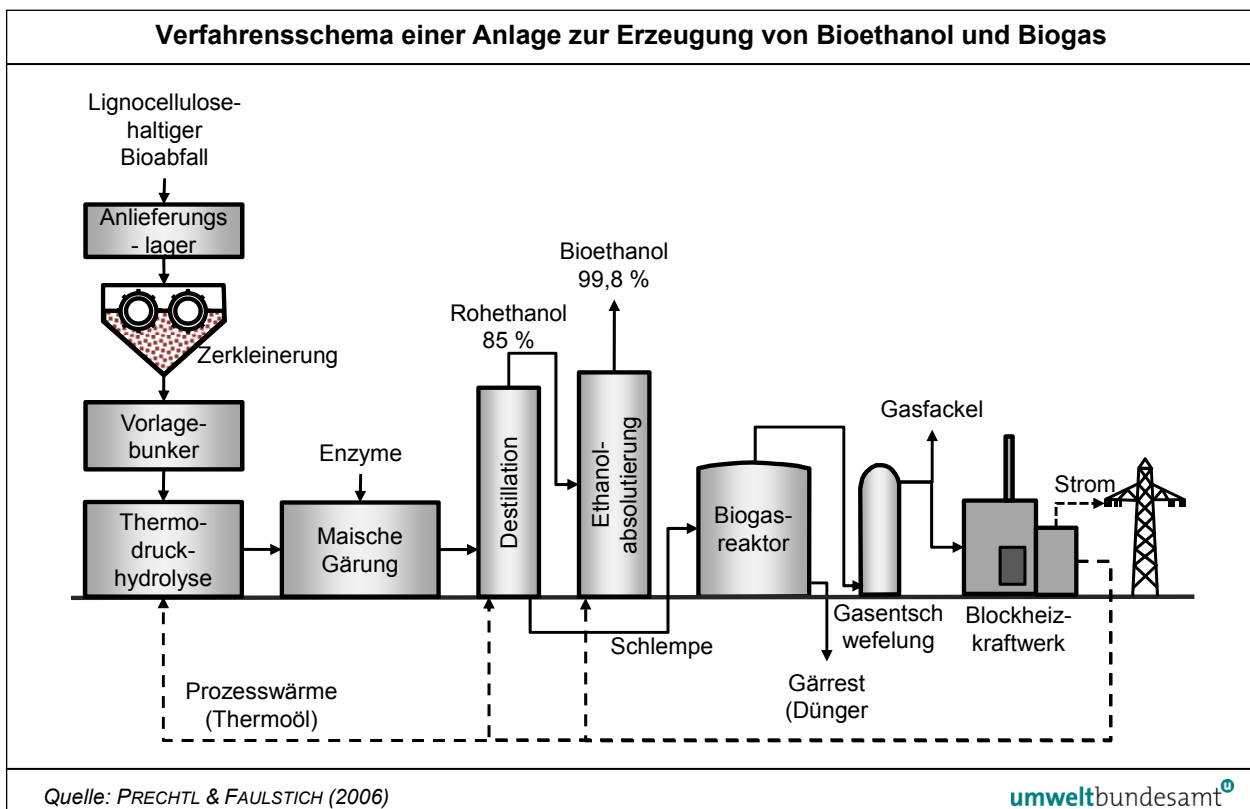 Verfahrensschema einer Anlage zur Erzeugung von Bioethanol und Biogas
Lignocellulose-
haltiger
Bioabfall
Anlieferungs
- lager
Zerkleinerung
Vorlage-
bunker
Thermo-
druck-
hydrolyse
Enzyme
Maische
Gärung
Rohethanol
85 %
Destillation
Bioethanol
99,8 %
Ethanol-
absolutierung
Schlempe
Biogas-
reaktor
Gärrest
(Dünger
Gasentsch
wefelung
Gasfackel
Blockheiz-
kraftwerk
Strom
Prozesswärme
(Thermoöl)
Quelle: PRECHTL & FAULSTICH (2006)
umweltbundesamt